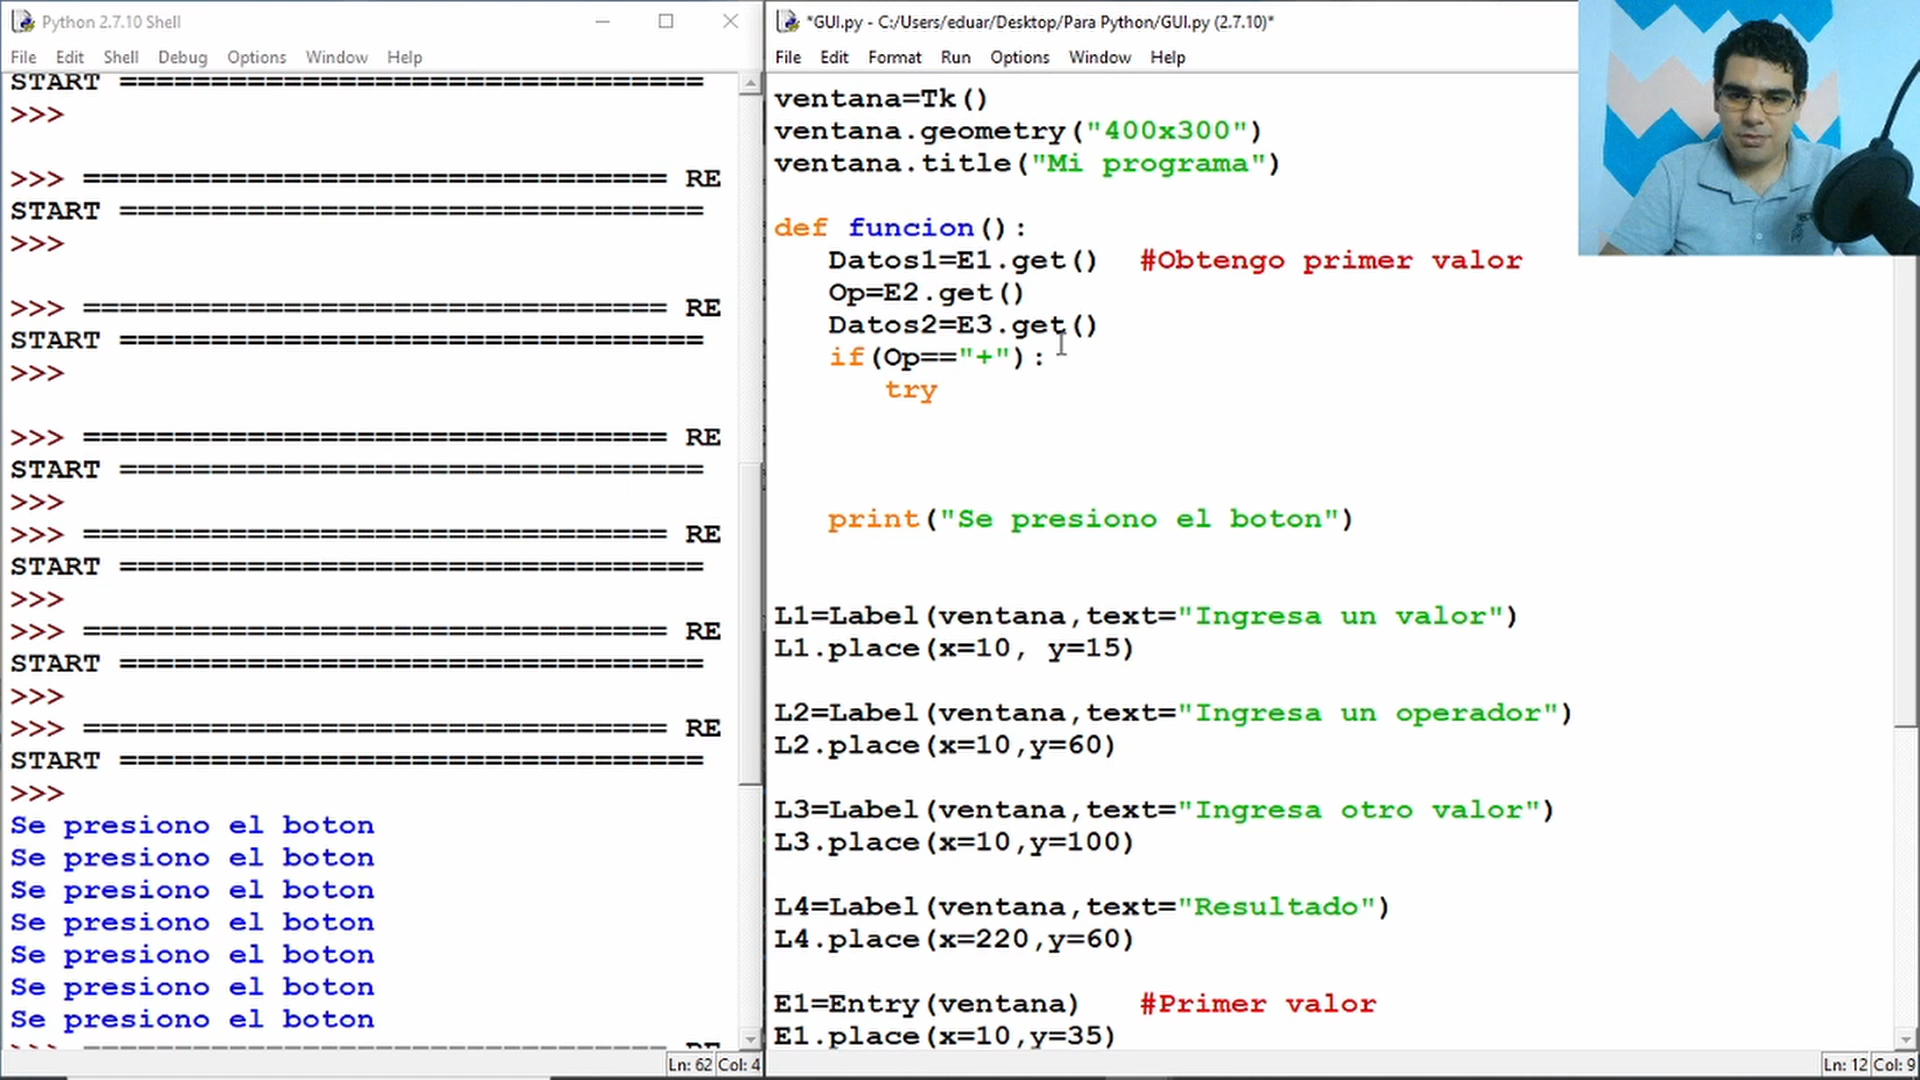 Python 2.7.10 Shell
File Edit Shell Debug Options Window Help
START ================================
>>>
>>> ================================ RE
START ================================
>>>
>>> ================================ RE
START ================================
>>>
>>> ================================ RE
START ================================
>>>
>>> ================================ RE
START ================================
>>>
>>> ================================ RE
START ================================
>>>
>>> ================================ RE
START ================================
>>>
Se presiono el boton
Se presiono el boton
Se presiono el boton
Se presiono el boton
Se presiono el boton
Se presiono el boton
Se presiono el boton
>>> ================================ RE
Ln: 62 Col: 4
*GUI.py - C:/Users/eduar/Desktop/Para Python/GUI.py (2.7.10)*
File Edit Format Run Options Window Help
ventana=Tk()
ventana.geometry("400x300")
ventana.title("Mi programa")
def funcion():
Datos1=E1.get() #Obtengo primer valor
Op=E2.get()
Datos2=E3.get()
if(Op=="+"):
try
print("Se presiono el boton")
L1=Label(ventana,text="Ingresa un valor")
L1.place(x=10, y=15)
L2=Label(ventana,text="Ingresa un operador")
L2.place(x=10,y=60)
L3=Label(ventana,text="Ingresa otro valor")
L3.place(x=10,y=100)
L4=Label(ventana,text="Resultado")
L4.place(x=220,y=60)
E1=Entry(ventana) #Primer valor
E1.place(x=10,y=35)
Ln: 12 Col: 9